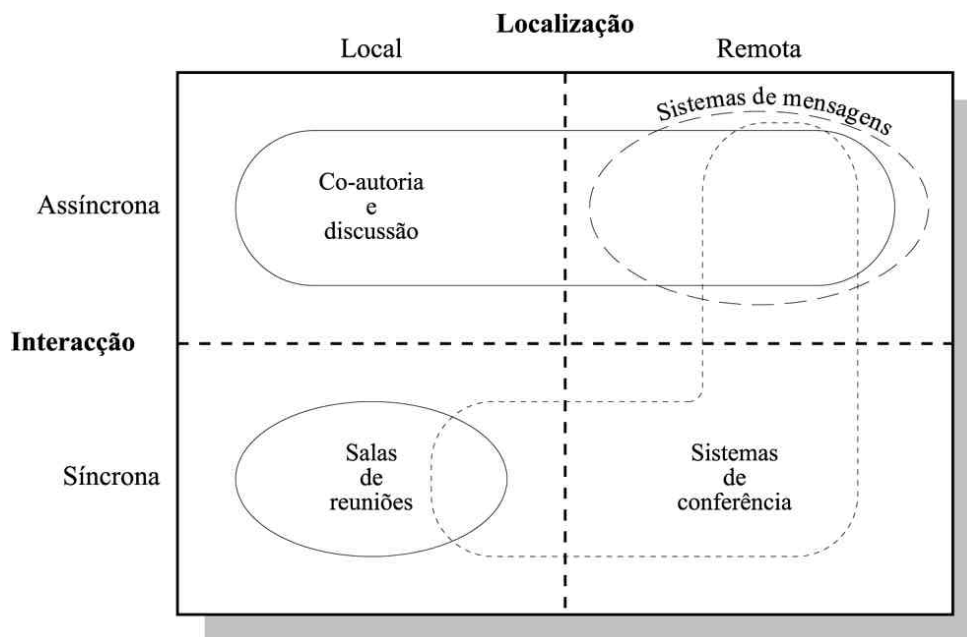 Localização
Local
Remota
Sistemas de mensagens
Co-autoria
e
discussão
Assíncrona
Interacção
Síncrona
Salas
de
reuniões
Sistemas
de
conferência